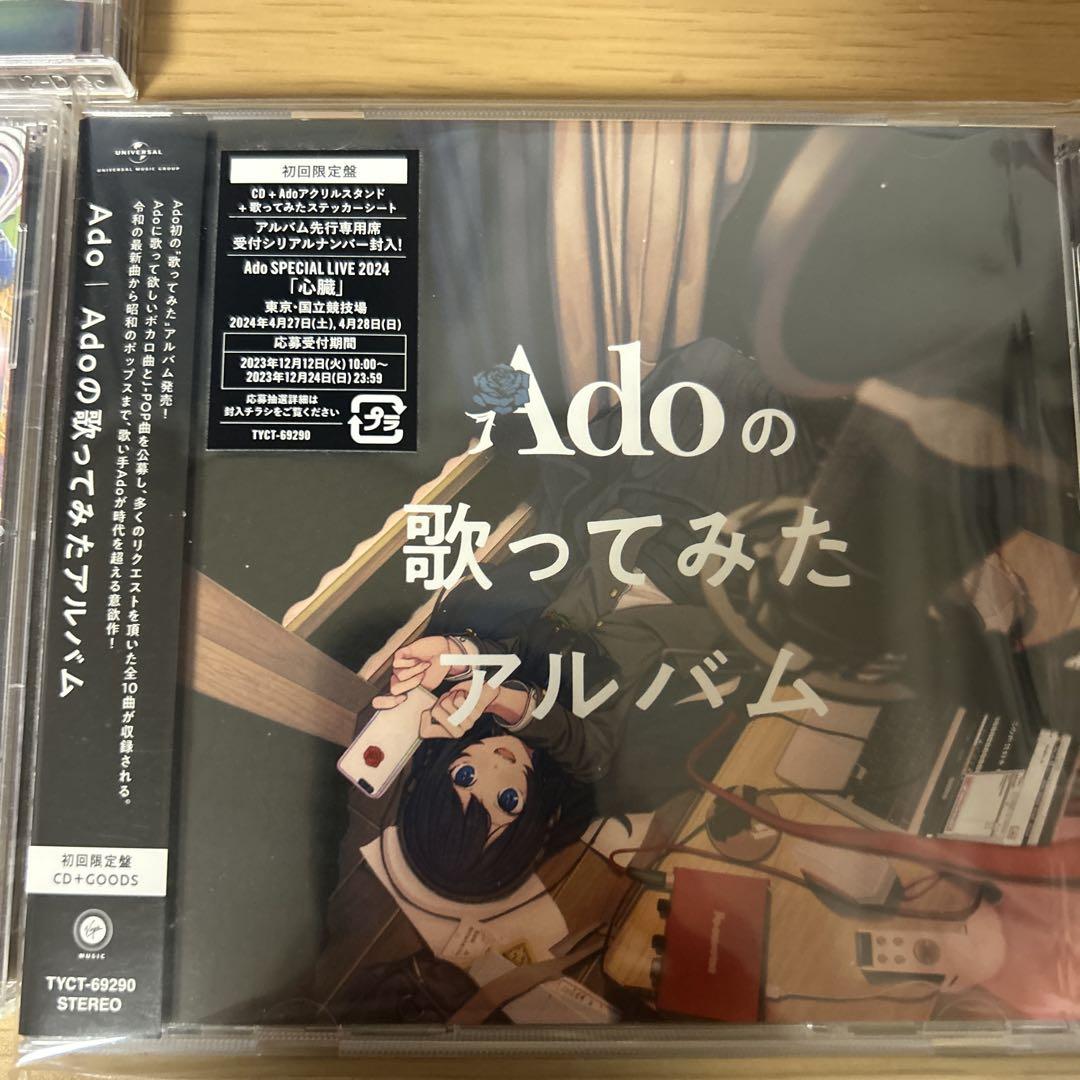 UNIVERSAL
UNIVERSAL MUSIC GROUP
Ado初の"歌ってみた"アルバム発売！
Adoに歌って欲しい「ボカロ曲とJ-POP曲」を公募し、多くのリクエストを頂いた全10曲が収録される。
令和の最新曲から昭和のポップスまで、歌い手Adoが時代を超える意欲作！
Ado｜Adoの歌ってみたアルバム
初回限定盤
CD+GOODS
Virgin
MUSIC
TYCT-69290
STEREO
初回限定盤
CD + Adoアクリルスタンド
+ 歌ってみたステッカーシート
アルバム先行専用席
受付シリアルナンバー封入!
Ado SPECIAL LIVE 2024
「心臓」
東京・国立競技場
2024年4月27日(土), 4月28日(日)
応募受付期間
2023年12月12日(火) 10:00～
2023年12月24日(日) 23:59
応募抽選詳細は
封入チラシをご覧ください
プラ
TYCT-69290
Adoの
歌ってみた
アルバム